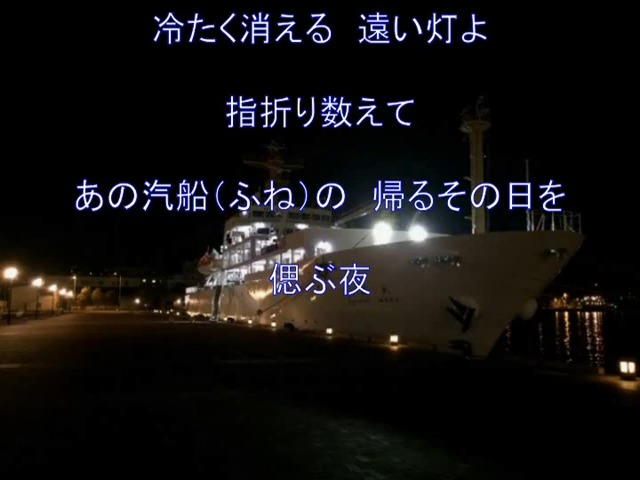 冷たく消える　遠い灯よ
指折り数えて
あの汽船（ふね）の　帰るその日を
偲ぶ夜